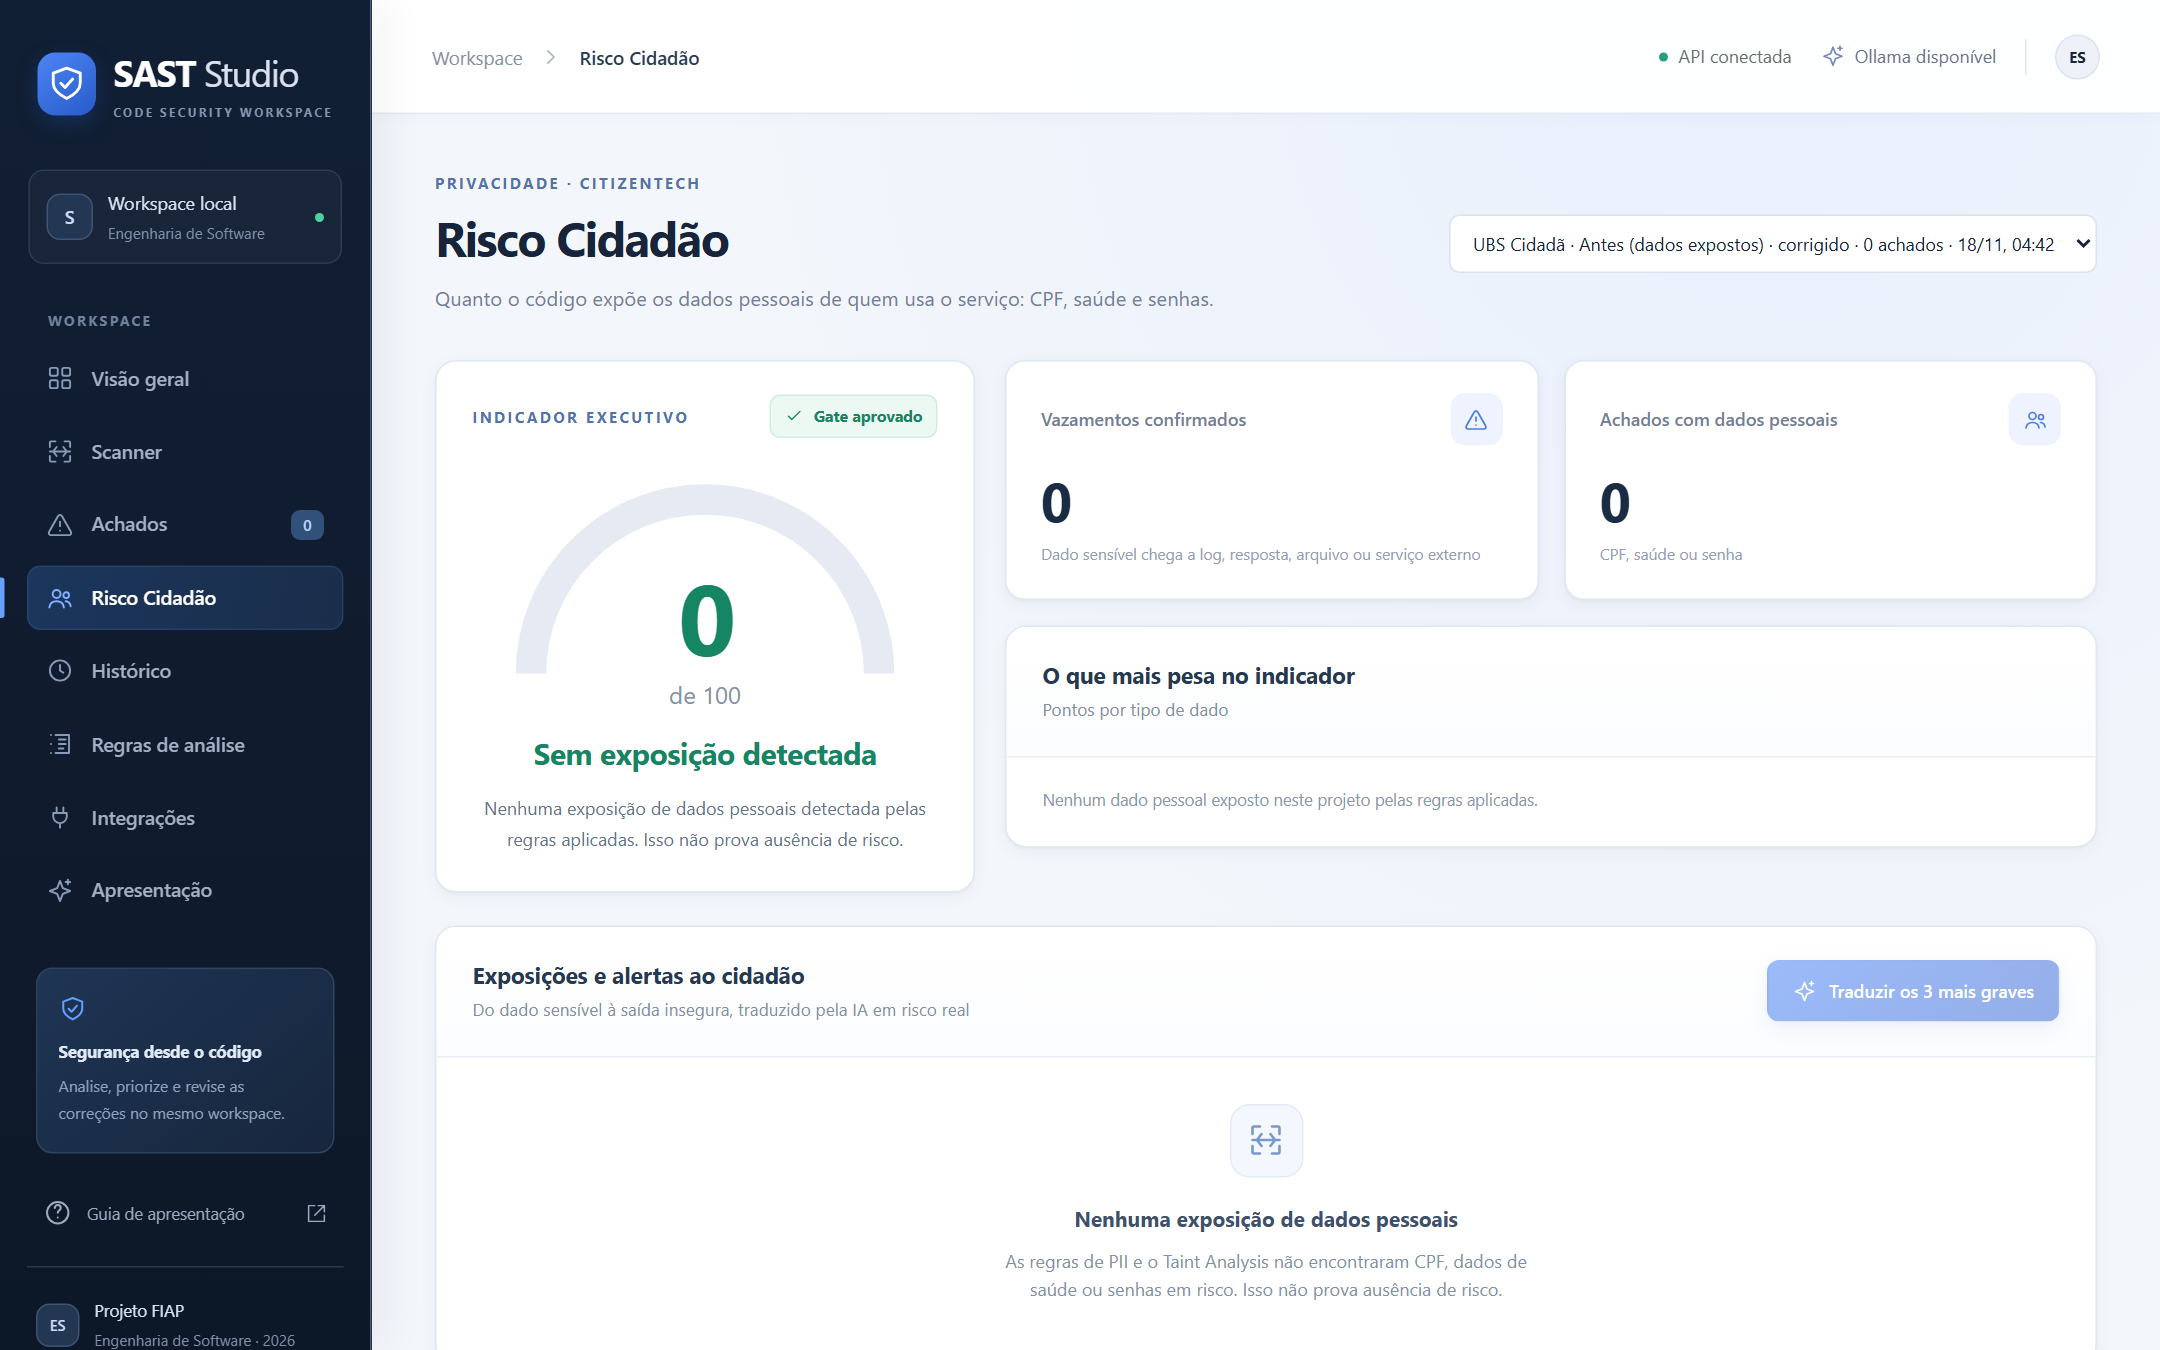 SAST Studio
CODE SECURITY WORKSPACE
S
Workspace local
Engenharia de Software
WORKSPACE
Visão geral
Scanner
Achados
0
Risco Cidadão
Histórico
Regras de análise
Integrações
Apresentação
Segurança desde o código
Analise, priorize e revise as
correções no mesmo workspace.
Guia de apresentação
ES
Projeto FIAP
Engenharia de Software · 2026
Workspace
Risco Cidadão
API conectada
Ollama disponível
ES
PRIVACIDADE · CITIZENTECH
Risco Cidadão
Quanto o código expõe os dados pessoais de quem usa o serviço: CPF, saúde e senhas.
UBS Cidadã · Antes (dados expostos) · corrigido · 0 achados · 18/11, 04:42
INDICADOR EXECUTIVO
Gate aprovado
0
de 100
Sem exposição detectada
Nenhuma exposição de dados pessoais detectada pelas
regras aplicadas. Isso não prova ausência de risco.
Vazamentos confirmados
0
Dado sensível chega a log, resposta, arquivo ou serviço externo
Achados com dados pessoais
0
CPF, saúde ou senha
O que mais pesa no indicador
Pontos por tipo de dado
Nenhum dado pessoal exposto neste projeto pelas regras aplicadas.
Exposições e alertas ao cidadão
Do dado sensível à saída insegura, traduzido pela IA em risco real
Traduzir os 3 mais graves
Nenhuma exposição de dados pessoais
As regras de PII e o Taint Analysis não encontraram CPF, dados de
saúde ou senhas em risco. Isso não prova ausência de risco.